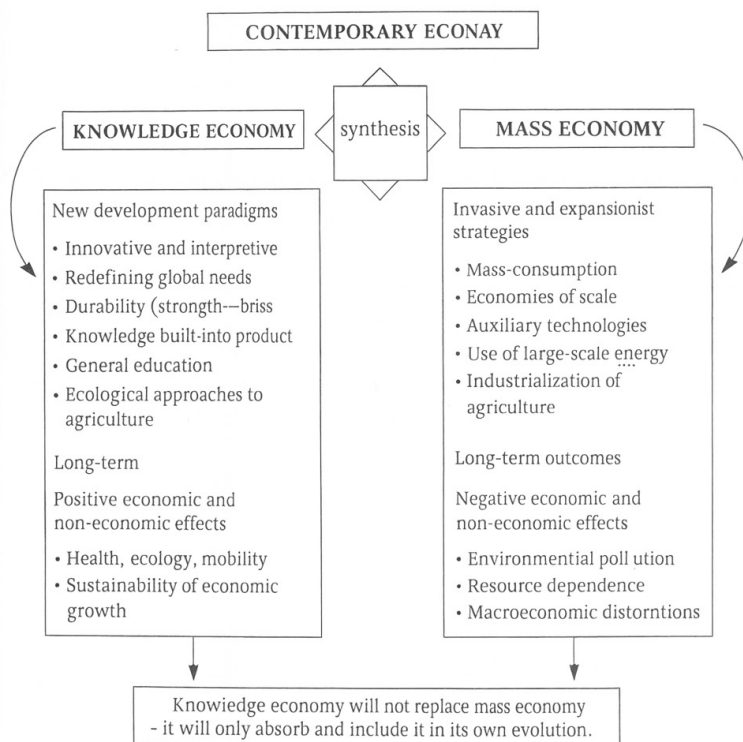 CONTEMPORARY ECONAY
KNOWLEDGE ECONOMY
synthesis
MASS ECONOMY
New development paradigms
• Innovative and interpretive
• Redefining global needs
• Durability (strength-–briss
• Knowledge built-into product
• General education
• Ecological approaches to
agriculture
Long-term
Positive economic and
non-economic effects
• Health, ecology, mobility
• Sustainability of economic
growth
Invasive and expansionist
strategies
• Mass-consumption
• Economies of scale
• Auxiliary technologies
• Use of large-scale energy
• Industrialization of
agriculture
Long-term outcomes
Negative economic and
non-economic effects
• Environmential poll ution
• Resource dependence
• Macroeconomic distorntions
Knowiedge economy will not replace mass economy
- it will only absorb and include it in its own evolution.